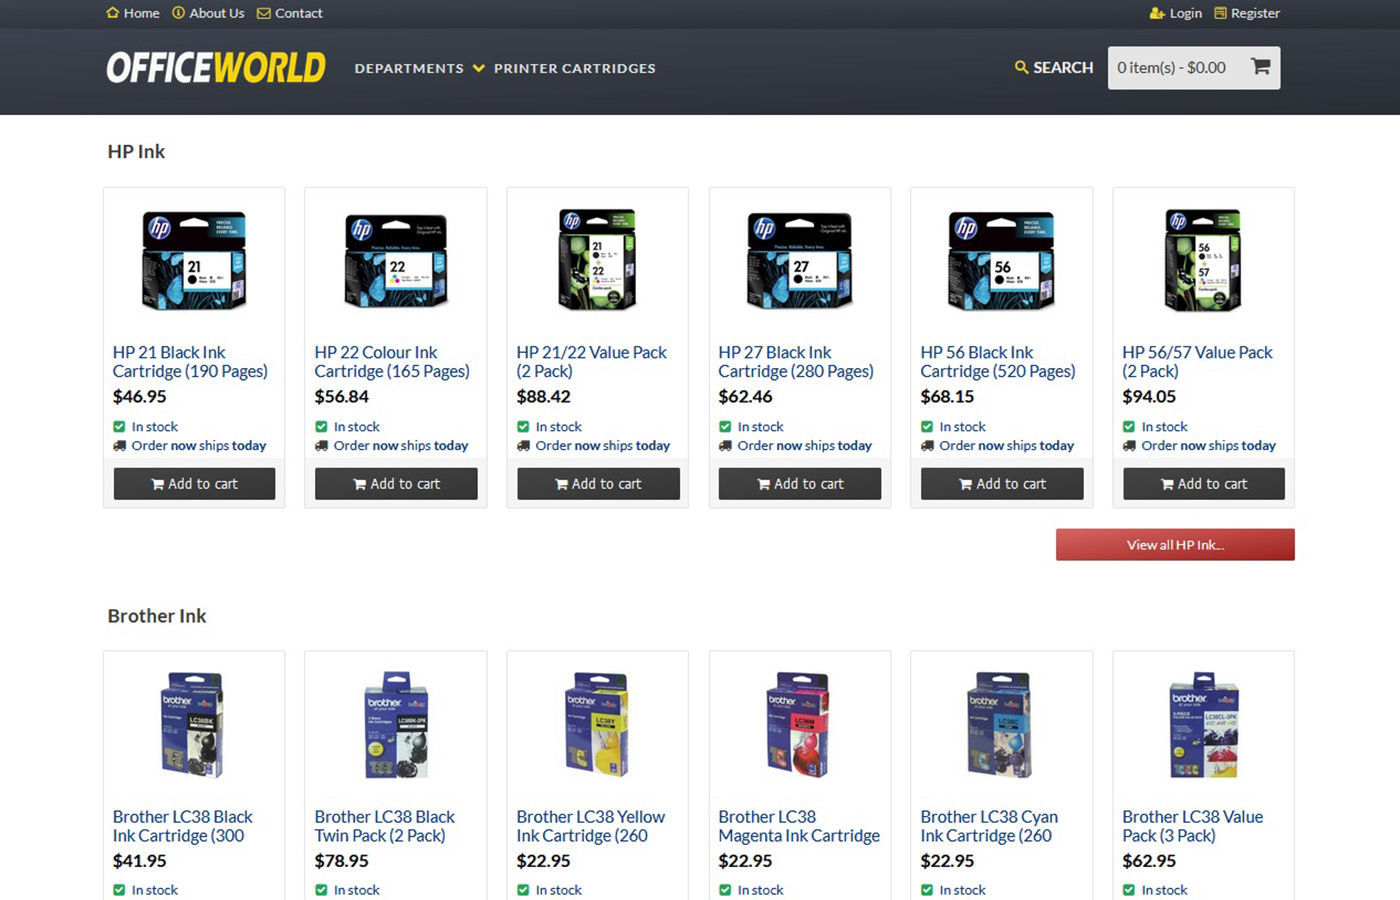 Home About Us Contact Login Register
OFFICEWORLD DEPARTMENTS PRINTER CARTRIDGES SEARCH 0 item(s) - $0.00
HP Ink
hp hp hp hp hp hp
21 22 21 27 56 56
22 57
HP 21 Black Ink
Cartridge (190 Pages)
$46.95
In stock
Order now ships today
Add to cart
HP 22 Colour Ink
Cartridge (165 Pages)
$56.84
In stock
Order now ships today
Add to cart
HP 21/22 Value Pack
(2 Pack)
$88.42
In stock
Order now ships today
Add to cart
HP 27 Black Ink
Cartridge (280 Pages)
$62.46
In stock
Order now ships today
Add to cart
HP 56 Black Ink
Cartridge (520 Pages)
$68.15
In stock
Order now ships today
Add to cart
HP 56/57 Value Pack
(2 Pack)
$94.05
In stock
Order now ships today
Add to cart
View all HP Ink...
Brother Ink
brother brother brother brother brother brother
LC38BK LC38BK-2PK LC38Y LC38M LC38C LC38CL-3PK
Brother LC38 Black
Ink Cartridge (300
$41.95
In stock
Brother LC38 Black
Twin Pack (2 Pack)
$78.95
In stock
Brother LC38 Yellow
Ink Cartridge (260
$22.95
In stock
Brother LC38
Magenta Ink Cartridge
$22.95
In stock
Brother LC38 Cyan
Ink Cartridge (260
$22.95
In stock
Brother LC38 Value
Pack (3 Pack)
$62.95
In stock